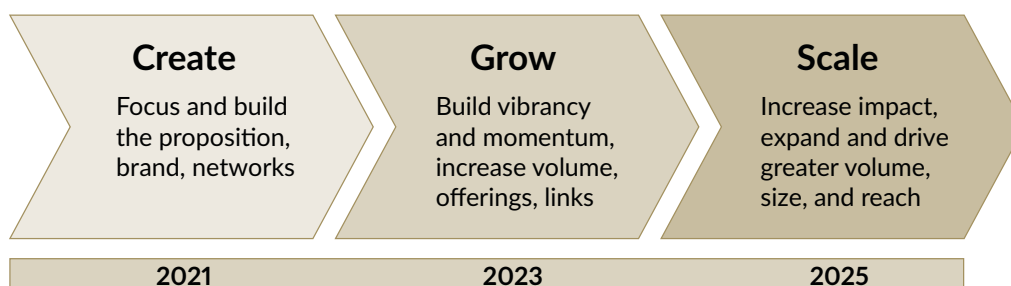 Create
Focus and build
the proposition,
brand, networks
Grow
Build vibrancy
and momentum,
increase volume,
offerings, links
Scale
Increase impact,
expand and drive
greater volume,
size, and reach
2021 2023 2025